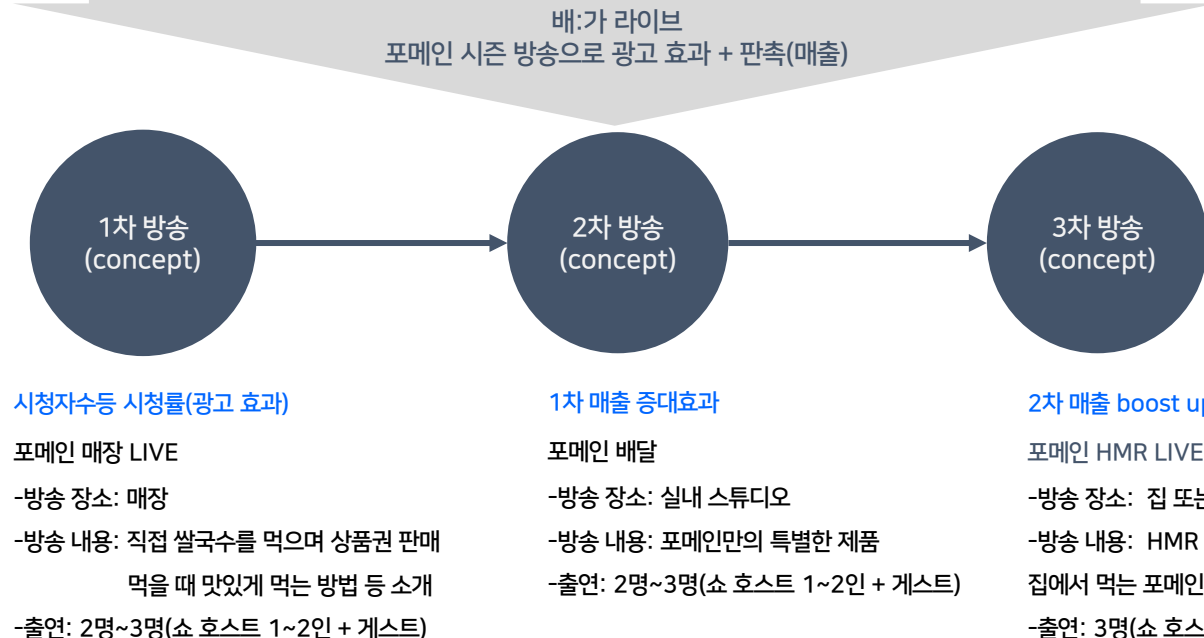 배:가 라이브
포메인 시즌 방송으로 광고 효과 + 판촉(매출)
1차 방송
(concept)
2차 방송
(concept)
3차 방송
(concept)
시청자수등 시청률(광고 효과)
포메인 매장 LIVE
-방송 장소: 매장
-방송 내용: 직접 쌀국수를 먹으며 상품권 판매
먹을 때 맛있게 먹는 방법 등 소개
-출연: 2명~3명(쇼 호스트 1~2인 + 게스트)
1차 매출 증대효과
포메인 배달
-방송 장소: 실내 스튜디오
-방송 내용: 포메인만의 특별한 제품
-출연: 2명~3명(쇼 호스트 1~2인 + 게스트)
2차 매출 boost
포메인 HMR LIVE
-방송 장소: 집
-방송 내용: HMR
집에서 먹는 포메인
-출연: 3명(쇼